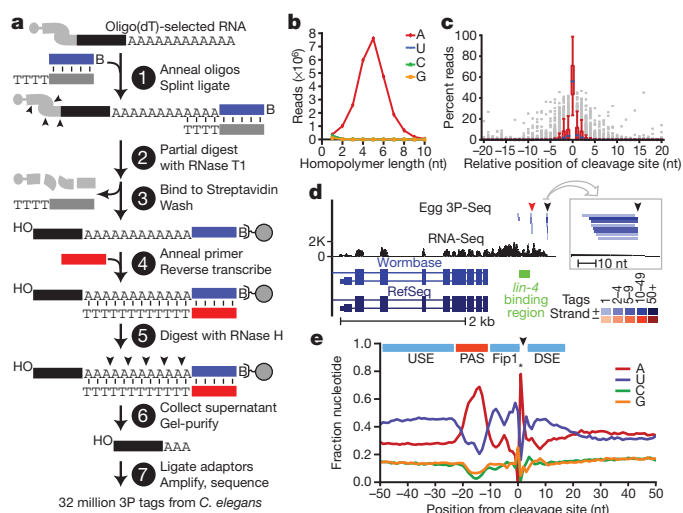 a
Oligo(dT)-selected RNA
AAAAAAAAAAAA
B
TTTT
1 Anneal oligos
Splint ligate
AAAAAAAAAAAA
B
TTTT
2 Partial digest
with RNase T1
3 Bind to Streptavidin
Wash
TTTT
HO
AAAAAAAAAAAA
B
4 Anneal primer
Reverse transcribe
HO
AAAAAAAAAAAA
B
TTTTTTTTTTTT
5 Digest with RNase H
HO
AAAAAAAAAAAA
B
TTTTTTTTTTTT
6 Collect supernatant
Gel-purify
HO
AAA
7 Ligate adaptors
Amplify, sequence
32 million 3P tags from C. elegans
b
Reads (×10⁶)
8
7
6
5
4
3
2
1
0
0 2 4 6 8 10
Homopolymer length (nt)
A
U
C
G
c
Percent reads
100
80
60
40
20
0
−20 −15 −10 −5 0 5 10 15 20
Relative position of cleavage site (nt)
d
Egg 3P-Seq
RNA-Seq
2K
0
Wormbase
RefSeq
lin-4
binding
region
2 kb
10 nt
Tags
Strand
+
−
1
2–4
5–9
10–49
50+
e
USE
PAS
Fip1
DSE
*
Fraction nucleotide
1.0
0.8
0.6
0.4
0.2
0.0
−50 −40 −30 −20 −10 0 10 20 30 40 50
Position from cleavage site (nt)
A
U
C
G